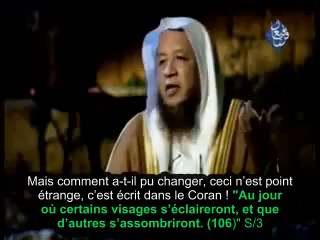 Mais comment a-t-il pu changer, ceci n'est point
étrange, c'est écrit dans le Coran ! "Au jour
où certains visages s'éclaireront, et que
d'autres s'assombriront. (106)" S/3